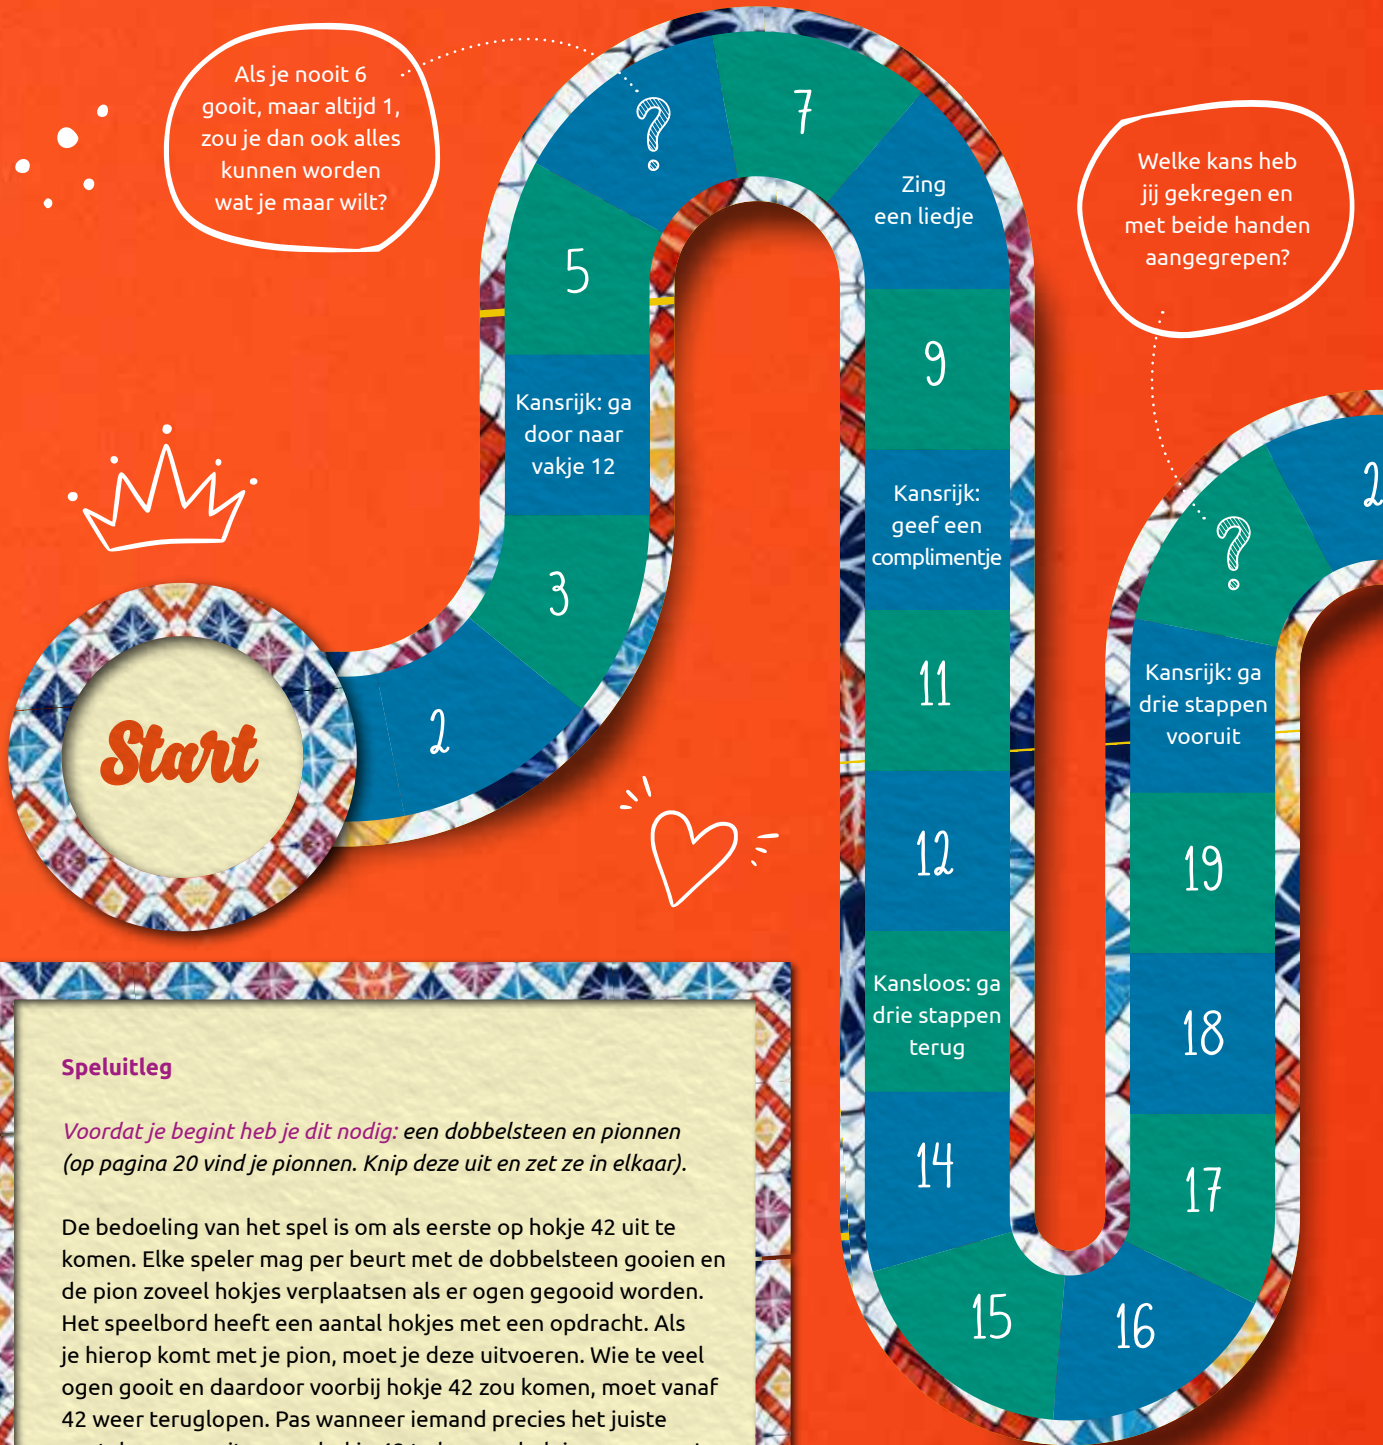 Als je nooit 6
gooit, maar altijd 1,
zou je dan ook alles
kunnen worden
wat je maar wilt?
Welke kans heb
jij gekregen en
met beide handen
aangegrepen?
Start
2
3
Kansrijk: ga
door naar
vakje 12
5
?
7
Zing
een liedje
9
Kansrijk:
geef een
complimentje
11
12
Kansloos: ga
drie stappen
terug
14
15
16
17
18
19
Kansrijk: ga
drie stappen
vooruit
?
2
Speluitleg
Voordat je begint heb je dit nodig: een dobbelsteen en pionnen
(op pagina 20 vind je pionnen. Knip deze uit en zet ze in elkaar).
De bedoeling van het spel is om als eerste op hokje 42 uit te
komen. Elke speler mag per beurt met de dobbelsteen gooien en
de pion zoveel hokjes verplaatsen als er ogen gegooid worden.
Het speelbord heeft een aantal hokjes met een opdracht. Als
je hierop komt met je pion, moet je deze uitvoeren. Wie te veel
ogen gooit en daardoor voorbij hokje 42 zou komen, moet vanaf
42 weer teruglopen. Pas wanneer iemand precies het juiste